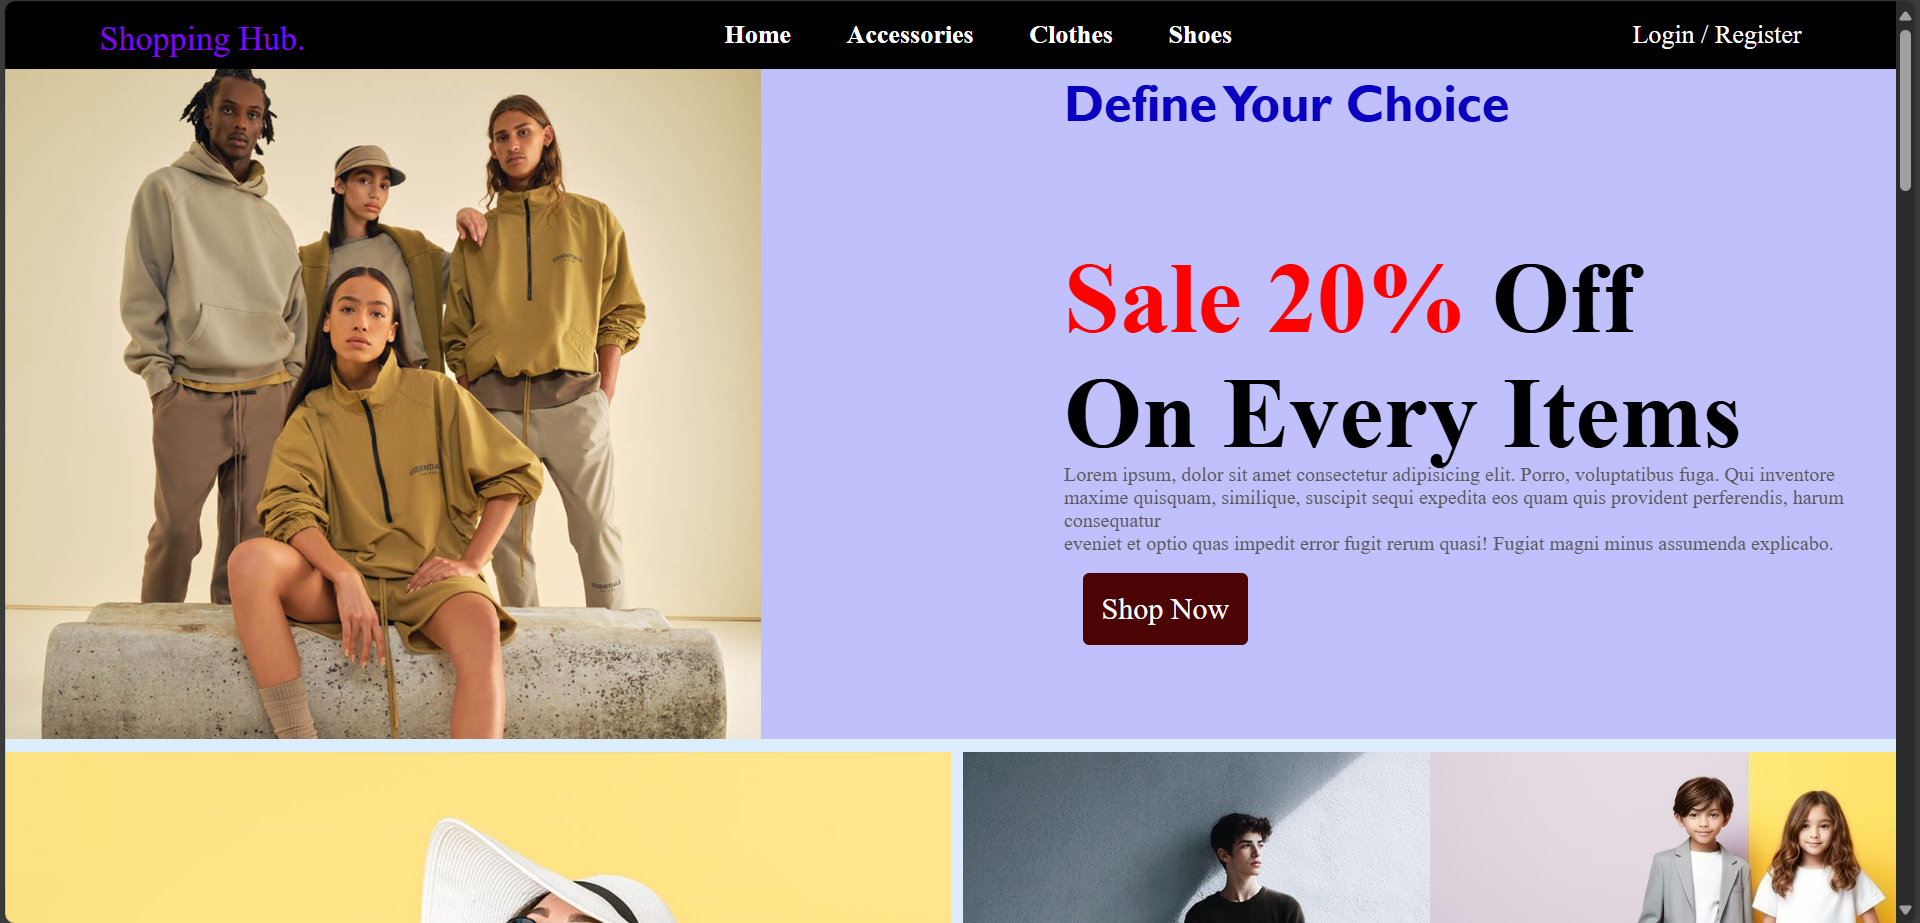 Shopping Hub.
Home Accessories Clothes Shoes
Login / Register
Define Your Choice
Sale 20% Off
On Every Items
Lorem ipsum, dolor sit amet consectetur adipisicing elit. Porro, voluptatibus fuga. Qui inventore
maxime quisquam, similique, suscipit sequi expedita eos quam quis provident perferendis, harum
consequatur
eveniet et optio quas impedit error fugit rerum quasi! Fugiat magni minus assumenda explicabo.
Shop Now
ESSENTIALS
ESSENTIALS